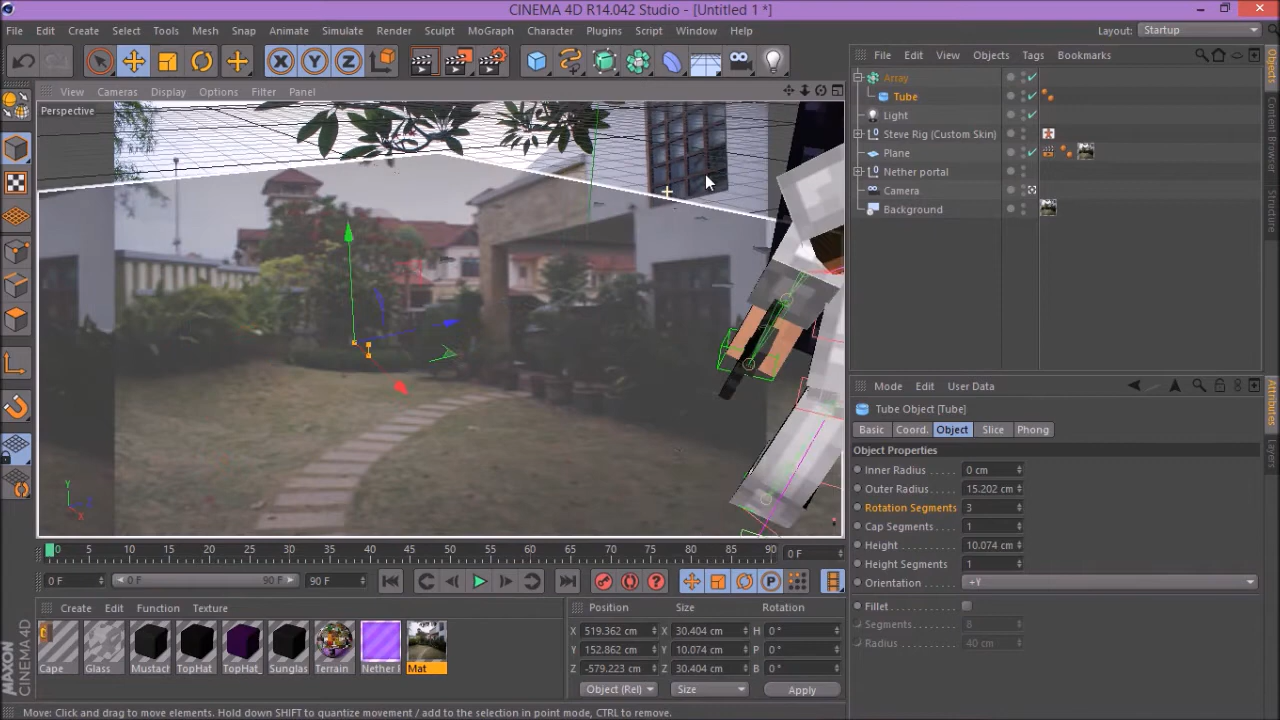 CINEMA 4D R14.042 Studio - [Untitled 1 *]
File Edit Create Select Tools Mesh Snap Animate Simulate Render Sculpt MoGraph Character Plugins Script Window Help Layout: Startup
X Y Z
View Cameras Display Options Filter Panel
Perspective
Y
X
File Edit View Objects Tags Bookmarks
Array
Tube
Light
Steve Rig (Custom Skin)
Plane
Nether portal
Camera
Background
Objects
Content Browser
Structure
Mode Edit User Data
Tube Object [Tube]
Basic Coord. Object Slice Phong
Object Properties
Inner Radius . . . . . 0 cm
Outer Radius . . . . . 15.202 cm
Rotation Segments 3
Cap Segments . . . 1
Height . . . . . . . . . 10.074 cm
Height Segments 1
Orientation . . . . . . +Y
Fillet . . . . . . . . . .
Segments . . . . . . 8
Radius . . . . . . . . 40 cm
Attributes
Layers
0 5 10 15 20 25 30 35 40 45 50 55 60 65 70 75 80 85 90 0 F
0 F 0 F 90 F 90 F
P
Create Edit Function Texture
Cape Glass Mustach TopHat TopHat_ Sunglas Terrain Nether P Mat
MAXON
CINEMA 4D
Position Size Rotation
X 519.362 cm X 30.404 cm H 0 °
Y 152.862 cm Y 10.074 cm P 0 °
Z -579.223 cm Z 30.404 cm B 0 °
Object (Rel) Size Apply
Move: Click and drag to move elements. Hold down SHIFT to quantize movement / add to the selection in point mode, CTRL to remove.